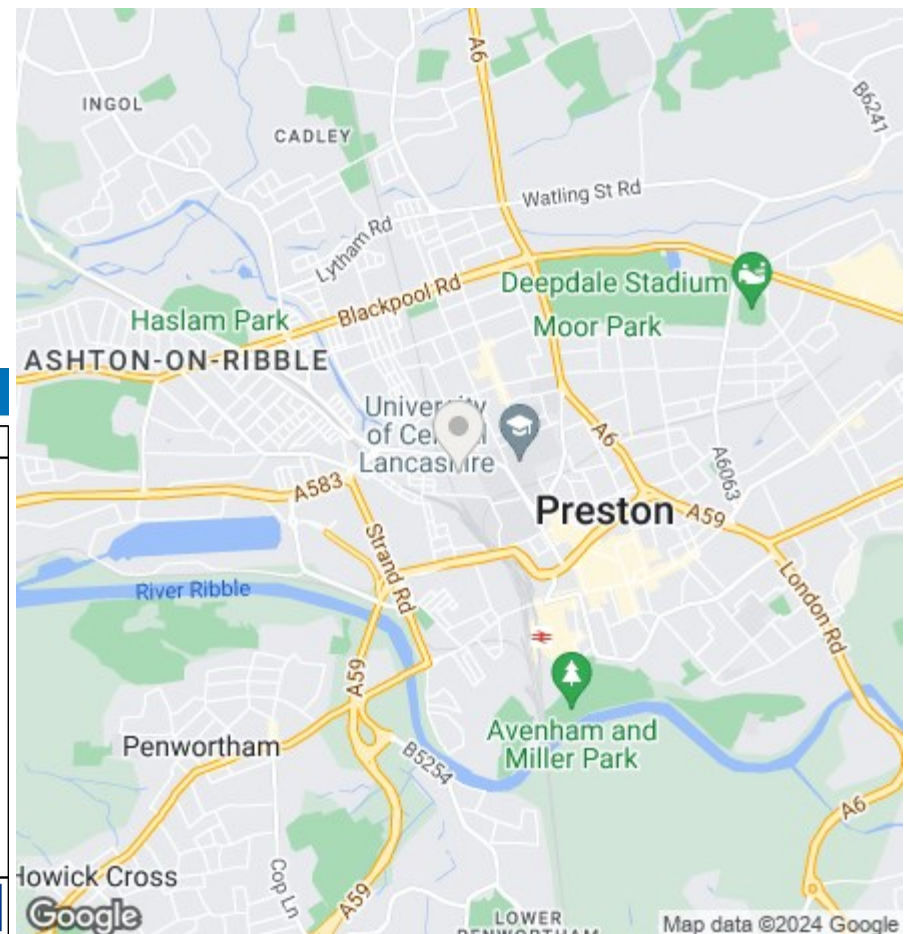 A6
INGOL
CADLEY
B6241
Watling St Rd
Lytham Rd
Deepdale Stadium
Blackpool Rd
Haslam Park
Moor Park
ASHTON-ON-RIBBLE
University
of Central
Lancashire
A6
A6063
A583
Preston
A59
Strand Rd
River Ribble
London Rd
A59
Avenham and
Miller Park
Penwortham
B5254
A6
Howick Cross
Cop Ln
A59
LOWER
PENWORTHAM
Google
Map data ©2024 Google